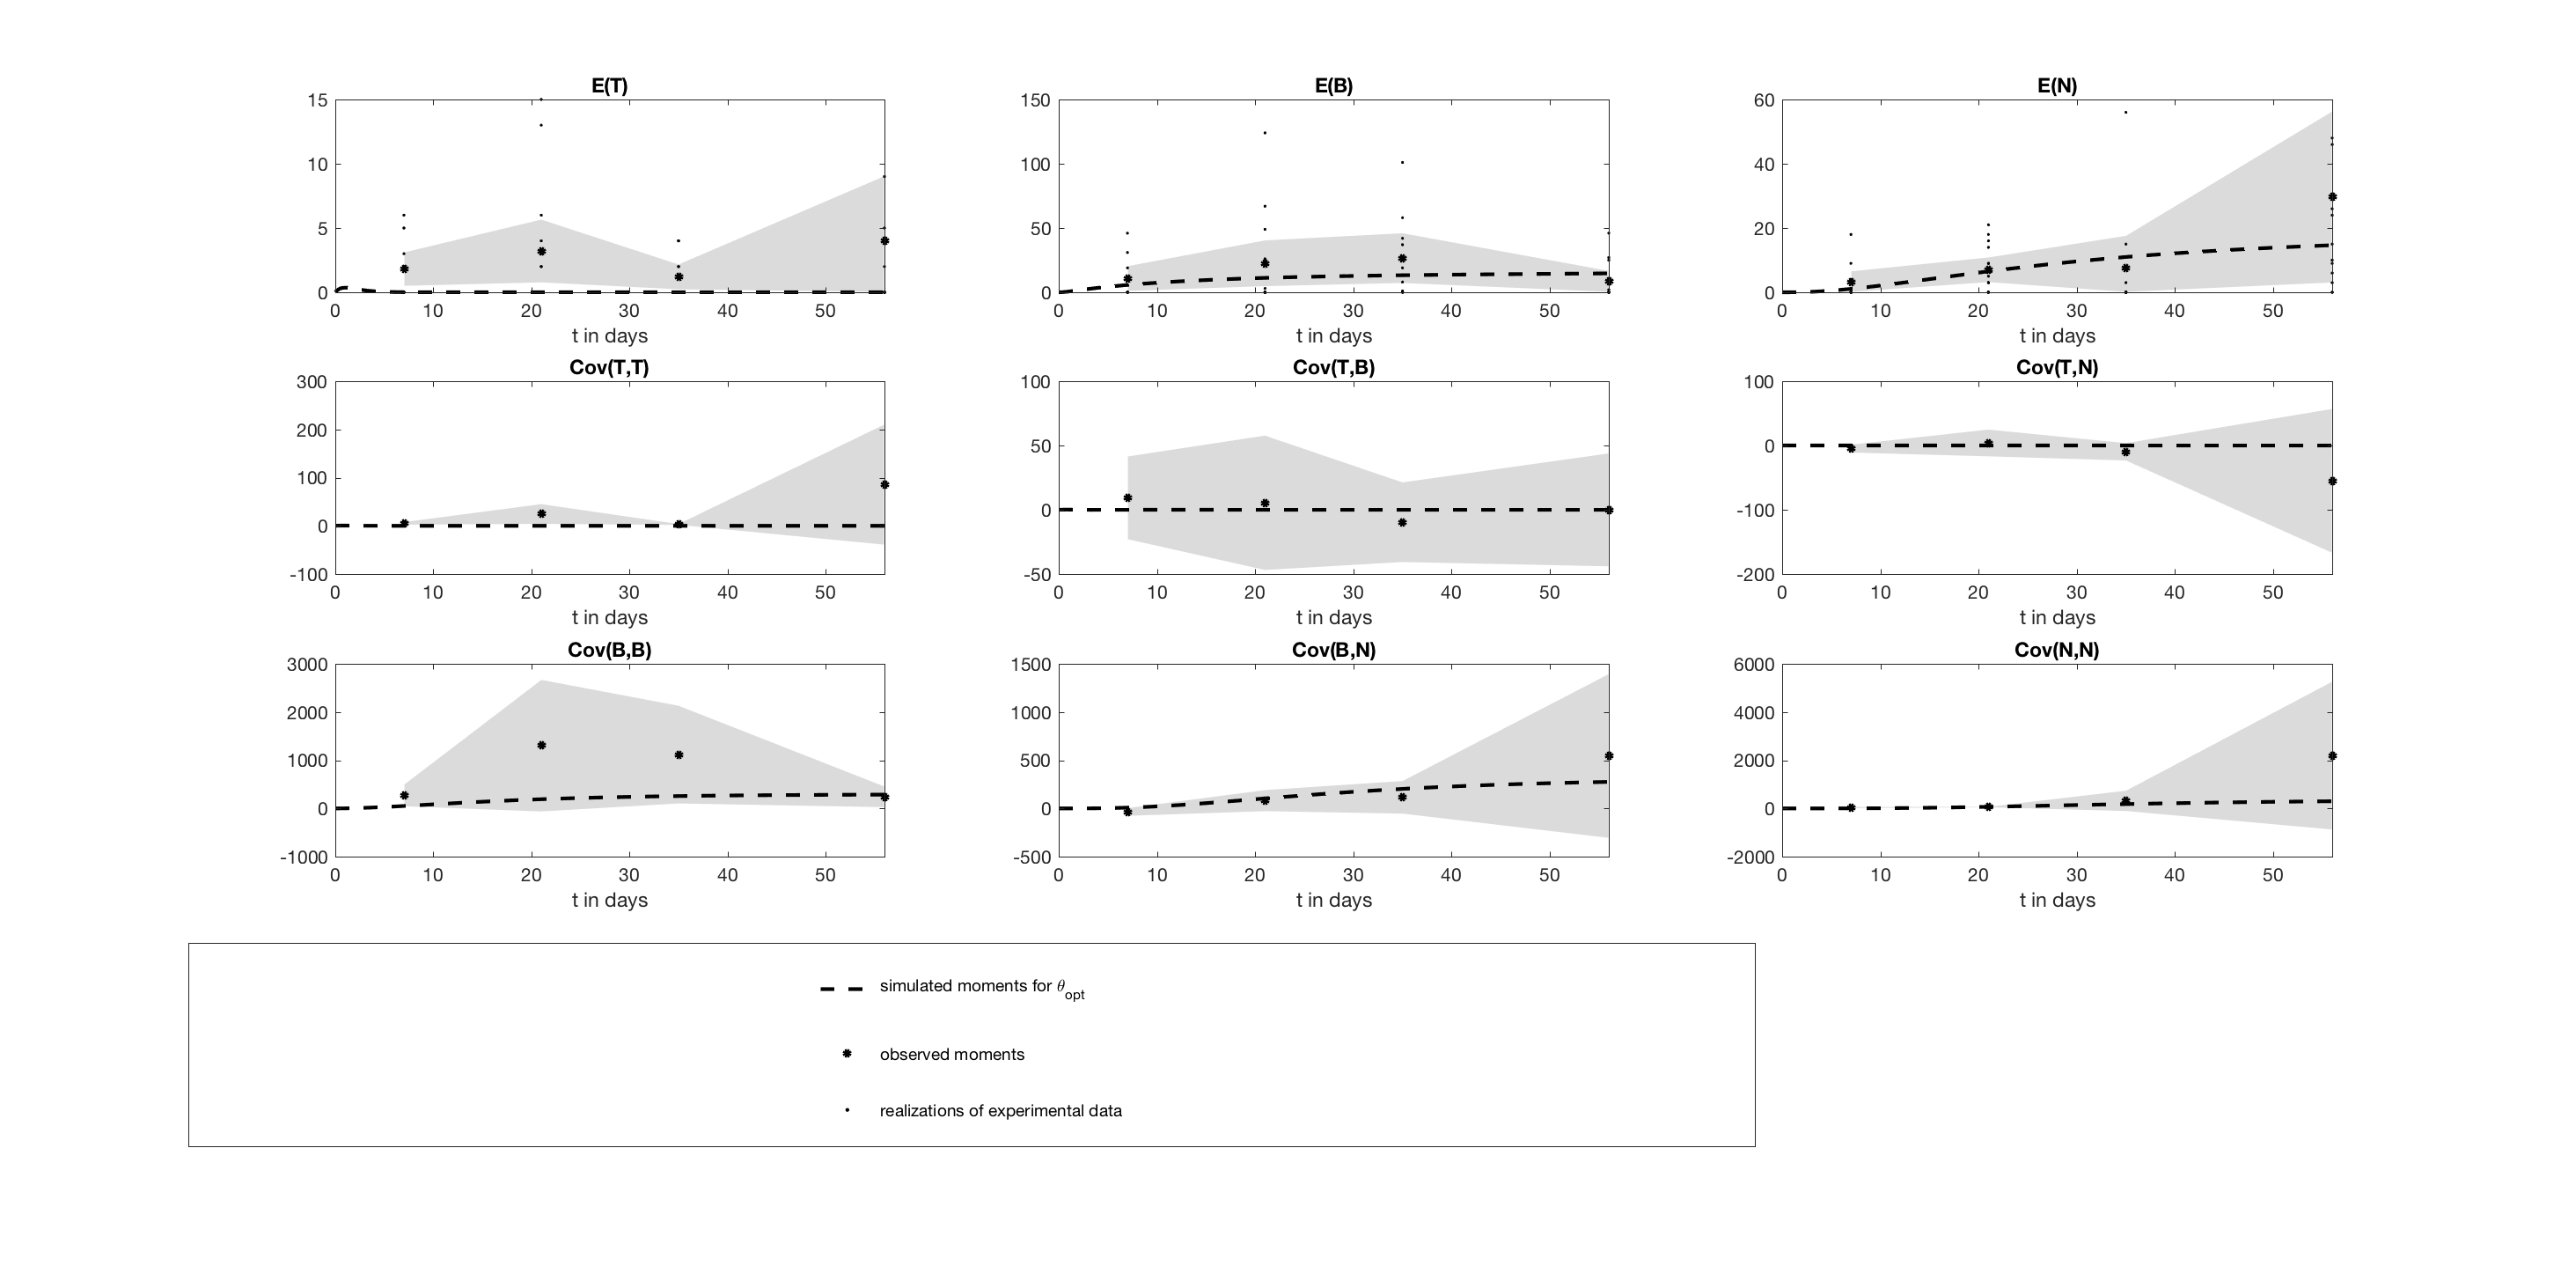 E(T) E(B) E(N)
15 150 60
10 100 40
5 50 20
0 0 0
0 10 20 30 40 50 0 10 20 30 40 50 0 10 20 30 40 50
t in days t in days t in days
Cov(T,T) Cov(T,B) Cov(T,N)
300 100 100
200 50 0
100 0 -100
0 -50 -200
-100
0 10 20 30 40 50 0 10 20 30 40 50 0 10 20 30 40 50
t in days t in days t in days
Cov(B,B) Cov(B,N) Cov(N,N)
3000 1500 6000
2000 1000 4000
1000 500 2000
0 0 0
-1000 -500 -2000
0 10 20 30 40 50 0 10 20 30 40 50 0 10 20 30 40 50
t in days t in days t in days
simulated moments for θopt
observed moments
realizations of experimental data